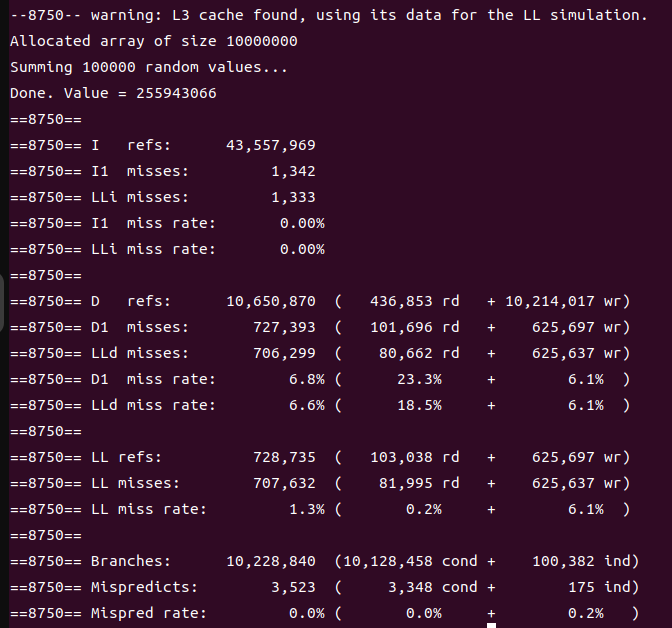 --8750-- warning: L3 cache found, using its data for the LL simulation.
Allocated array of size 10000000
Summing 100000 random values...
Done. Value = 255943066
==8750==
==8750== I   refs:      43,557,969
==8750== I1  misses:         1,342
==8750== LLi misses:         1,333
==8750== I1  miss rate:       0.00%
==8750== LLi miss rate:       0.00%
==8750==
==8750== D   refs:      10,650,870  (   436,853 rd   + 10,214,017 wr)
==8750== D1  misses:       727,393  (   101,696 rd   +    625,697 wr)
==8750== LLd misses:       706,299  (    80,662 rd   +    625,637 wr)
==8750== D1  miss rate:        6.8% (      23.3%     +        6.1%  )
==8750== LLd miss rate:        6.6% (      18.5%     +        6.1%  )
==8750==
==8750== LL refs:          728,735  (   103,038 rd   +    625,697 wr)
==8750== LL misses:        707,632  (    81,995 rd   +    625,637 wr)
==8750== LL miss rate:         1.3% (       0.2%     +        6.1%  )
==8750==
==8750== Branches:      10,228,840  (10,128,458 cond +    100,382 ind)
==8750== Mispredicts:        3,523  (     3,348 cond +        175 ind)
==8750== Mispred rate:         0.0% (       0.0%     +        0.2%   )